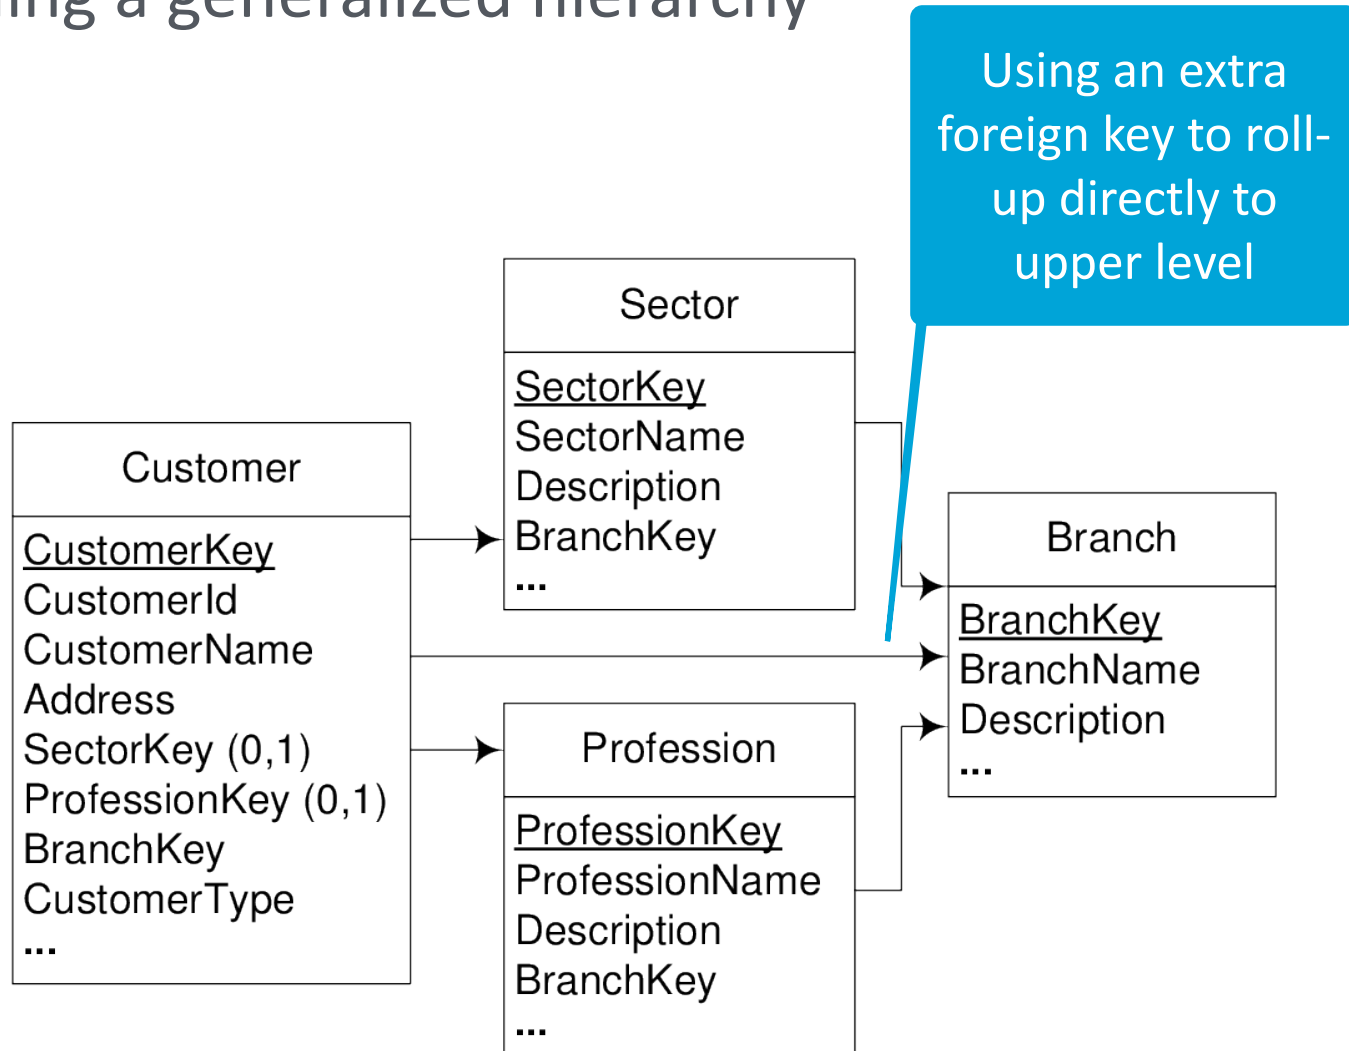 a generalized hierarchy
Using an extra
foreign key to roll-
up directly to
upper level
Sector
SectorKey
SectorName
Description
BranchKey
...
Customer
CustomerKey
CustomerId
CustomerName
Address
SectorKey (0,1)
ProfessionKey (0,1)
BranchKey
CustomerType
...
Branch
BranchKey
BranchName
Description
...
Profession
ProfessionKey
ProfessionName
Description
BranchKey
...